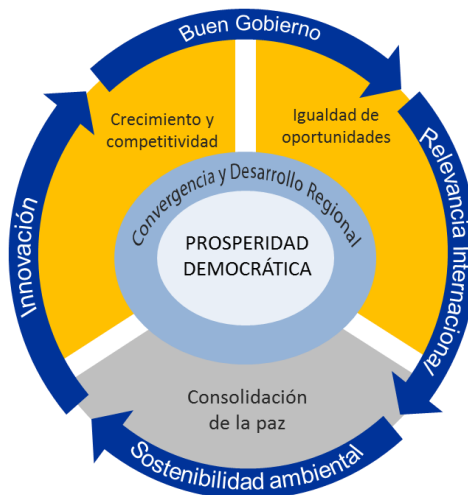 Buen Gobierno
Crecimiento y
competitividad
Igualdad de
oportunidades
Relevancia Internacional
Innovación
Convergencia y Desarrollo Regional
PROSPERIDAD
DEMOCRÁTICA
Consolidación
de la paz
Sostenibilidad ambiental